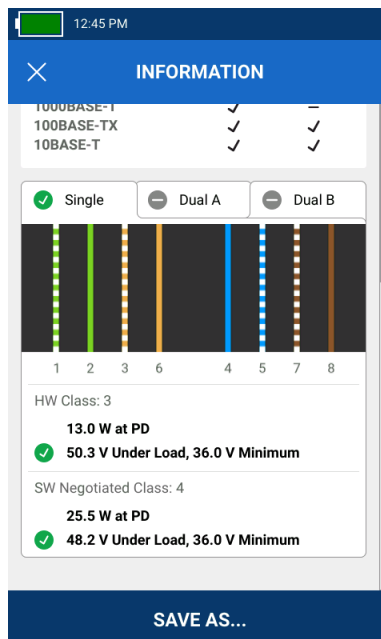 12:45 PM
INFORMATION
1000BASE-T
100BASE-TX
10BASE-T
Single Dual A Dual B
1 2 3 6 4 5 7 8
HW Class: 3
13.0 W at PD
50.3 V Under Load, 36.0 V Minimum
SW Negotiated Class: 4
25.5 W at PD
48.2 V Under Load, 36.0 V Minimum
SAVE AS...